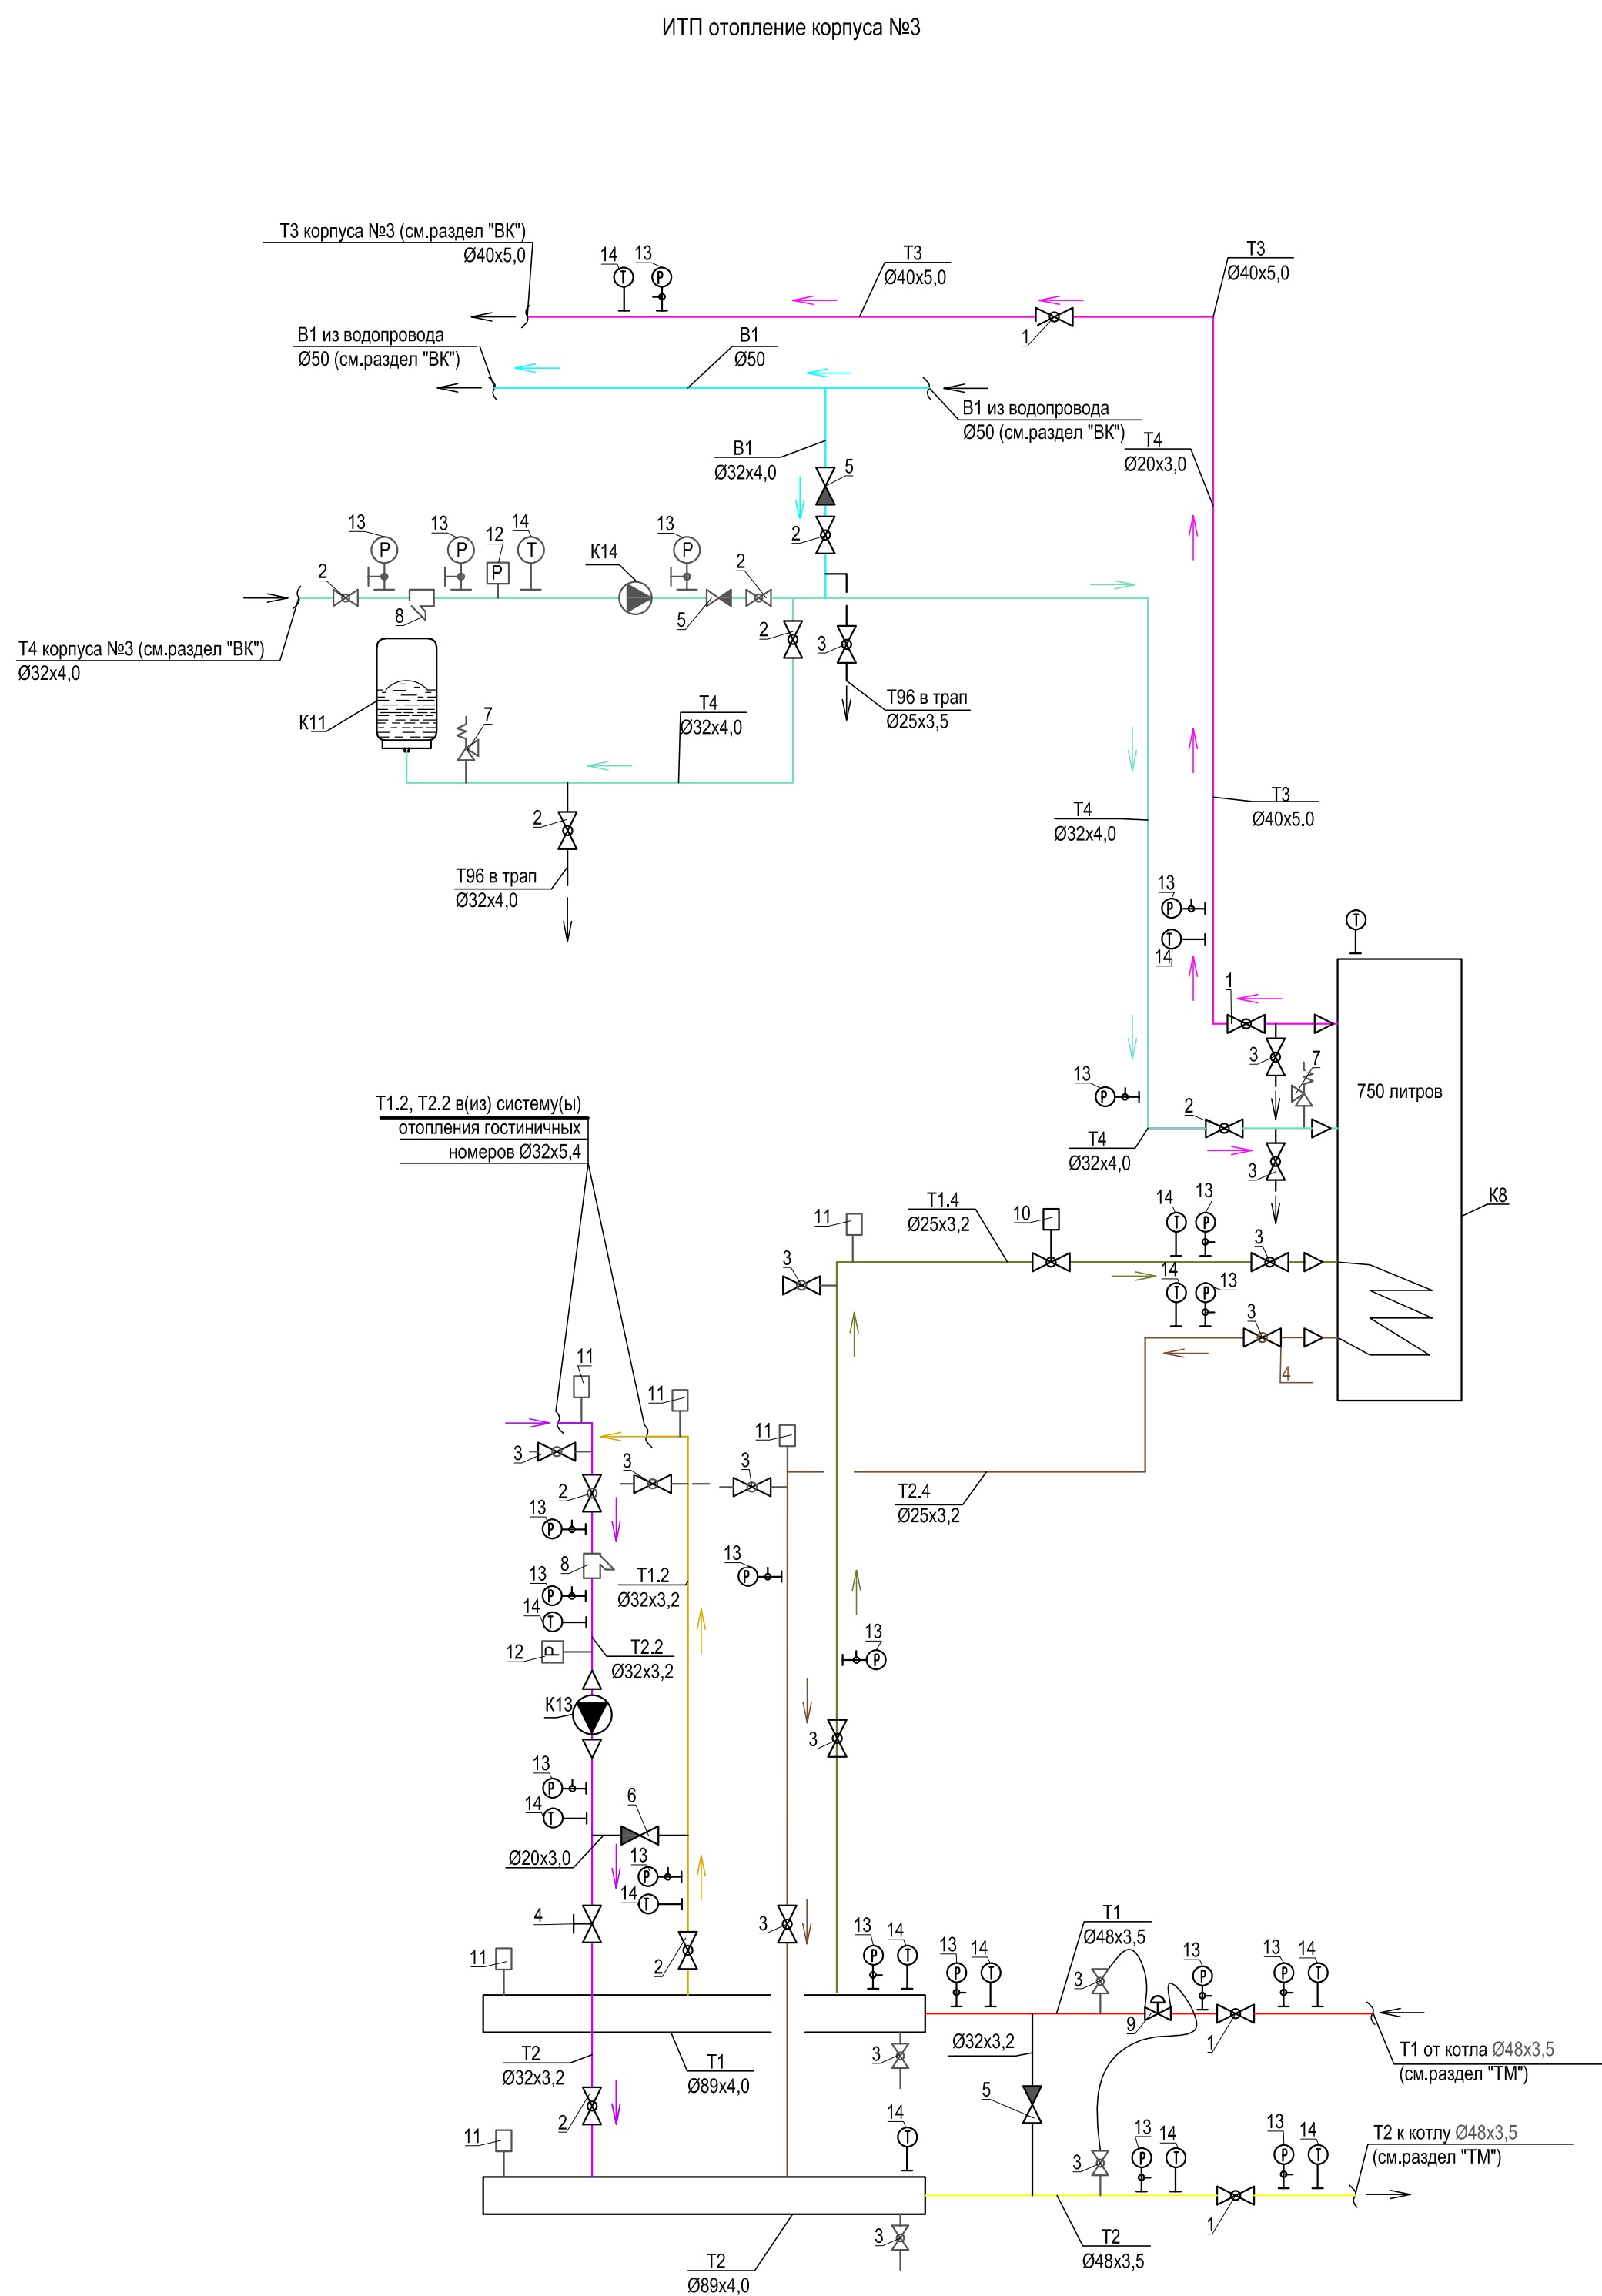 ИТП отопление корпуса №3
Т3 корпуса №3 (см.раздел "ВК")
Ø40х5,0
14
13
Т
Р
Т3
Ø40х5,0
Т3
Ø40х5,0
1
В1 из водопровода
Ø50 (см.раздел "ВК")
В1
Ø50
В1 из водопровода
Ø50 (см.раздел "ВК")
В1
Ø32х4,0
5
2
Т4
Ø20х3,0
13
Р
13
Р
12
Р
14
Т
К14
13
Р
2
2
8
5
2
3
Т4 корпуса №3 (см.раздел "ВК")
Ø32х4,0
К11
7
Т4
Ø32х4,0
Т96 в трап
Ø25х3,5
2
Т96 в трап
Ø32х4,0
Т4
Ø32х4,0
Т3
Ø40х5.0
13
Р
Т
14
Т
1
3
7
750 литров
13
Р
2
Т4
Ø32х4,0
3
К8
Т1.2, Т2.2 в(из) систему(ы)
отопления гостиничных
номеров Ø32х5,4
11
Т1.4
Ø25х3,2
10
14
Т
13
Р
3
3
14
Т
13
Р
3
4
11
11
11
3
3
3
2
Т2.4
Ø25х3,2
13
Р
8
13
Р
14
Т
12
Р
Т1.2
Ø32х3,2
13
Р
Т2.2
Ø32х3,2
13
Р
К13
3
13
Р
14
Т
6
Ø20х3,0
13
Р
14
Т
4
3
2
11
13
Р
14
Т
13
Р
14
Т
Т1
Ø48х3,5
3
13
Р
13
Р
14
Т
9
1
Т1 от котла Ø48х3,5
(см.раздел "ТМ")
Ø32х3,2
3
Т2
Ø32х3,2
Т1
Ø89х4,0
2
5
11
14
Т
3
13
Р
14
Т
13
Р
14
Т
Т2 к котлу Ø48х3,5
(см.раздел "ТМ")
1
3
Т2
Ø48х3,5
Т2
Ø89х4,0